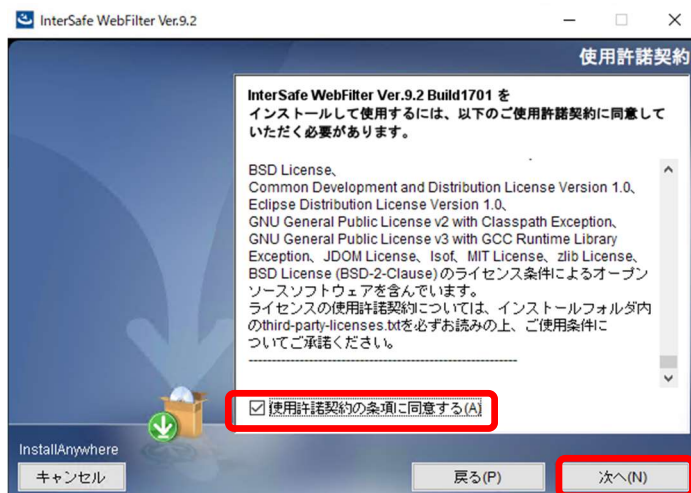 InterSafe WebFilter Ver.9.2
使用許諾契約
InterSafe WebFilter Ver.9.2 Build1701 を
インストールして使用するには、以下のご使用許諾契約に同意して
いただく必要があります。
BSD License、
Common Development and Distribution License Version 1.0、
Eclipse Distribution License Version 1.0、
GNU General Public License v2 with Classpath Exception、
GNU General Public License v3 with GCC Runtime Library
Exception、JDOM License、lsof、MIT License、zlib License、
BSD License (BSD-2-Clause) のライセンス条件によるオープン
ソースソフトウェアを含んでいます。
ライセンスの使用許諾契約については、インストールフォルダ内
のthird-party-licenses.txtを必ずお読みの上、ご使用条件に
ついてご承諾ください。
------------------------------------------------------
使用許諾契約の条項に同意する(A)
InstallAnywhere
キャンセル
戻る(P)
次へ(N)